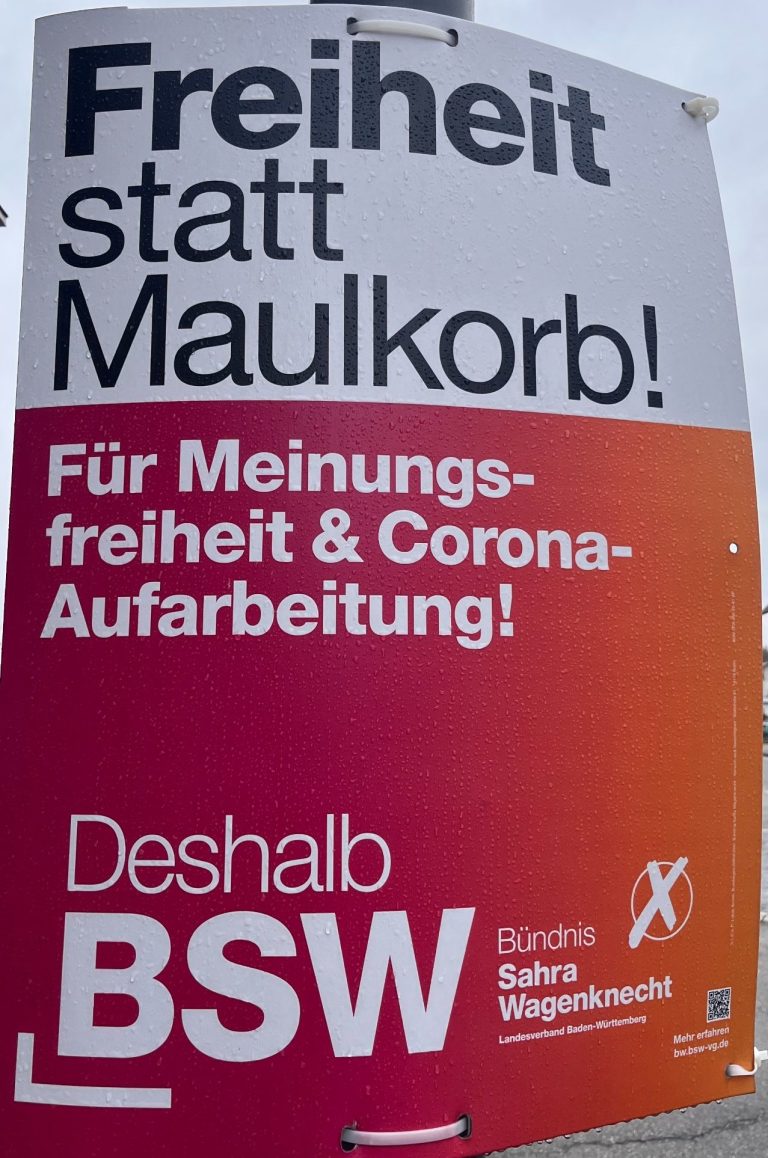 Freiheit
statt
Maulkorb!
Für Meinungs-
freiheit & Corona-
Aufarbeitung!
Deshalb
BSW
Bündnis
Sahra
Wagenknecht
Landesverband Baden-Württemberg
Mehr erfahren
bw.bsw-vg.de